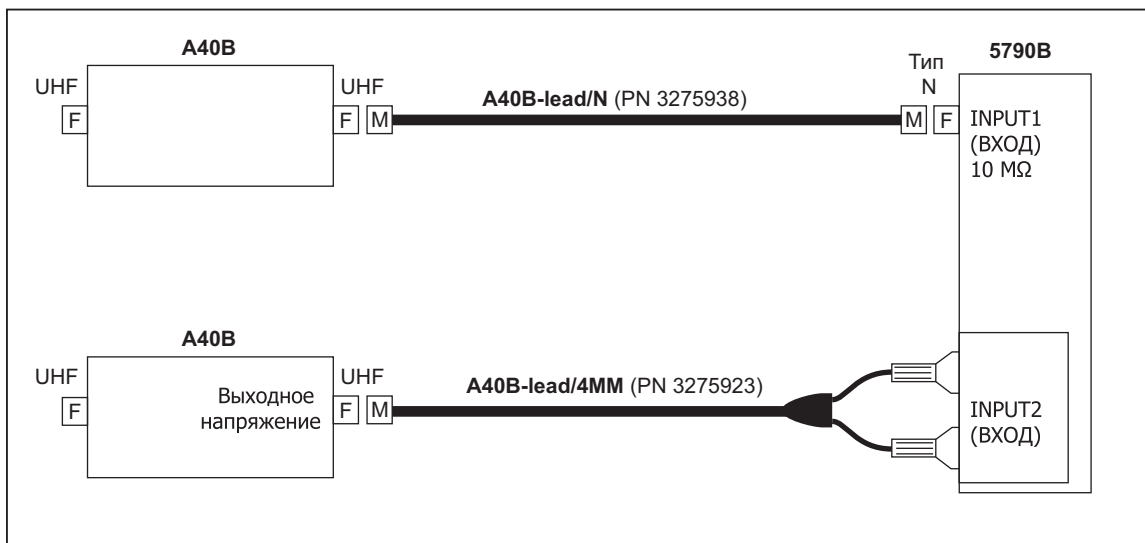 A40B
UHF
F
UHF
F
M
A40B-lead/N (PN 3275938)
Тип
N
M
F
5790B
INPUT1
(ВХОД)
10 MΩ
A40B
UHF
F
Выходное
напряжение
UHF
F
M
A40B-lead/4MM (PN 3275923)
INPUT2
(ВХОД)